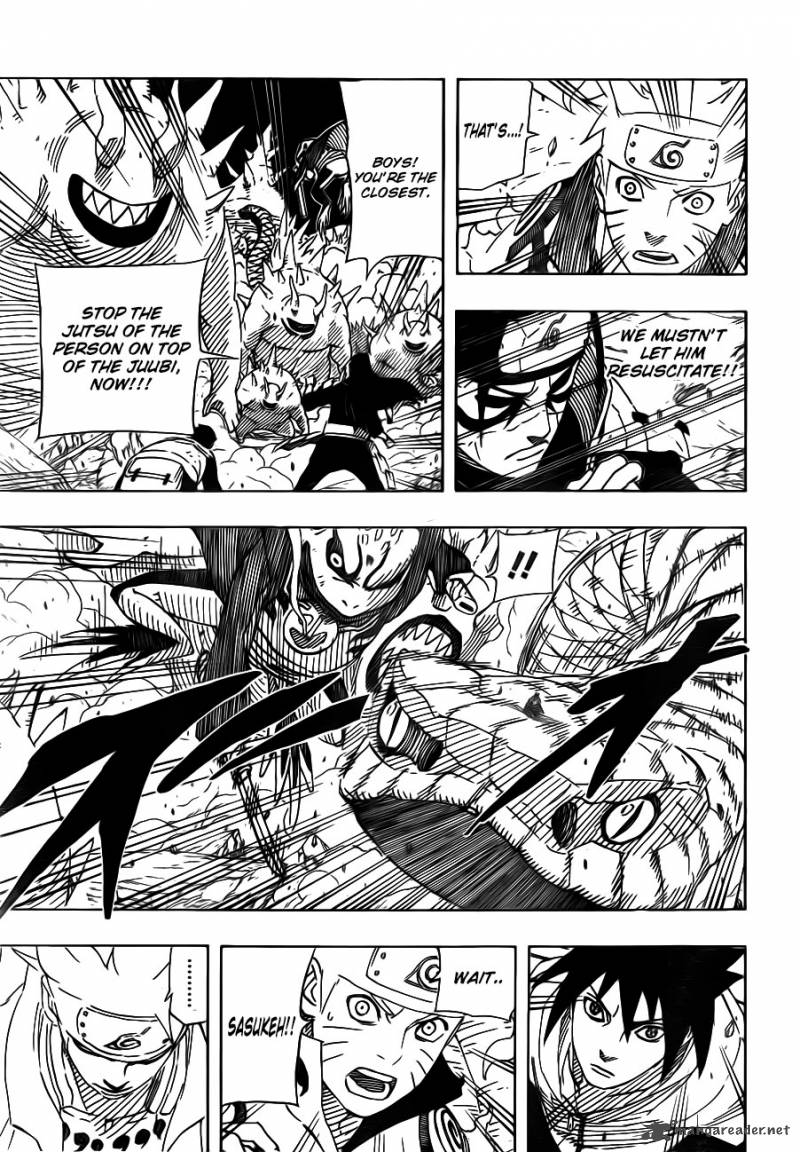 THAT'S...!
WE MUSTN'T
LET HIM
RESUSCITATE!!
BOYS!
YOU'RE THE
CLOSEST.
STOP THE
JUTSU OF THE
PERSON ON TOP
OF THE JUUBI,
NOW!!!
!!
WAIT..
SASUKEH!!
........
mangareader.net